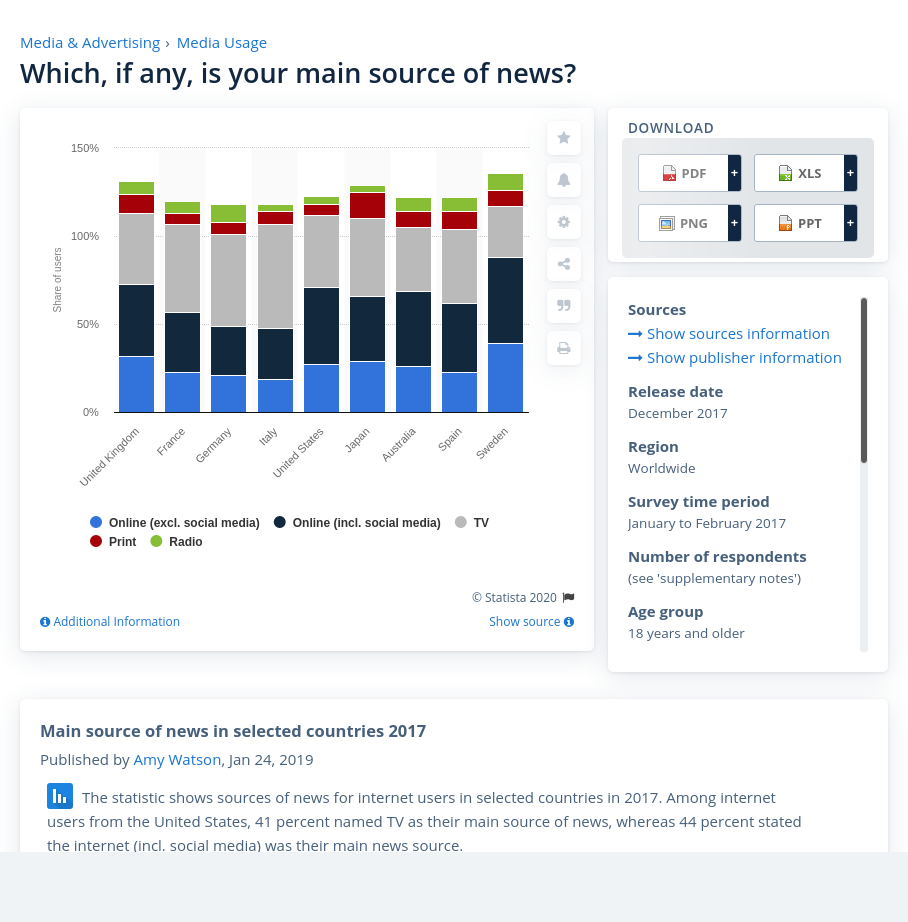 Media & Advertising › Media Usage
Which, if any, is your main source of news?
150%
100%
50%
0%
Share of users
United Kingdom
France
Germany
Italy
United States
Japan
Australia
Spain
Sweden
Online (excl. social media) Online (incl. social media) TV
Print Radio
© Statista 2020
Additional Information Show source
DOWNLOAD
PDF + XLS +
PNG + PPT +
Sources
Show sources information
Show publisher information
Release date
December 2017
Region
Worldwide
Survey time period
January to February 2017
Number of respondents
(see 'supplementary notes')
Age group
18 years and older
Main source of news in selected countries 2017
Published by Amy Watson, Jan 24, 2019
The statistic shows sources of news for internet users in selected countries in 2017. Among internet
users from the United States, 41 percent named TV as their main source of news, whereas 44 percent stated
the internet (incl. social media) was their main news source.